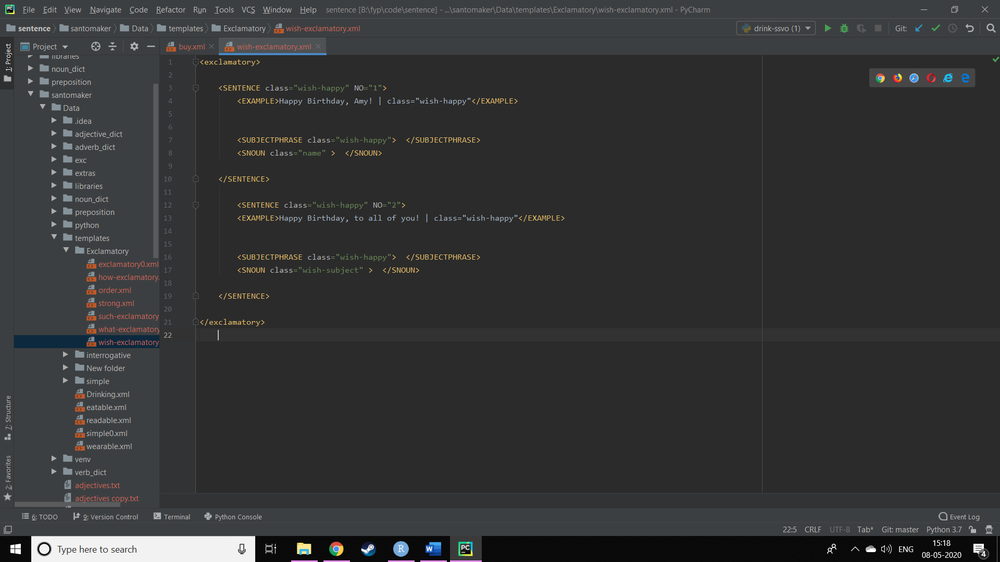 File Edit View Navigate Code Refactor Run Tools VCS Window Help sentence [B:\fyp\code\sentence] - ...\santomaker\Data\templates\Exclamatory\wish-exclamatory.xml - PyCharm
sentence santomaker Data templates Exclamatory wish-exclamatory.xml drink-ssvo (1) Git:
1: Project
Project
buy.xml wish-exclamatory.xml
libraries
noun_dict
preposition
santomaker
Data
.idea
adjective_dict
adverb_dict
exc
extras
libraries
noun_dict
preposition
python
templates
Exclamatory
exclamatory0.xml
how-exclamatory.
order.xml
strong.xml
such-exclamatory
what-exclamatory
wish-exclamatory
interrogative
New folder
simple
Drinking.xml
eatable.xml
readable.xml
simple0.xml
wearable.xml
venv
verb_dict
adjectives.txt
adjectives copy.txt
7: Structure
2: Favorites
1 <exclamatory>
2
3 <SENTENCE class="wish-happy" NO="1">
4 <EXAMPLE>Happy Birthday, Amy! | class="wish-happy"</EXAMPLE>
5
6
7 <SUBJECTPHRASE class="wish-happy"> </SUBJECTPHRASE>
8 <SNOUN class="name" > </SNOUN>
9
10 </SENTENCE>
11
12 <SENTENCE class="wish-happy" NO="2">
13 <EXAMPLE>Happy Birthday, to all of you! | class="wish-happy"</EXAMPLE>
14
15
16 <SUBJECTPHRASE class="wish-happy"> </SUBJECTPHRASE>
17 <SNOUN class="wish-subject" > </SNOUN>
18
19 </SENTENCE>
20
21 </exclamatory>
22
6: TODO 9: Version Control Terminal Python Console Event Log
22:5 CRLF UTF-8 Tab* Git: master Python 3.7
Type here to search
ENG
15:18
08-05-2020
4